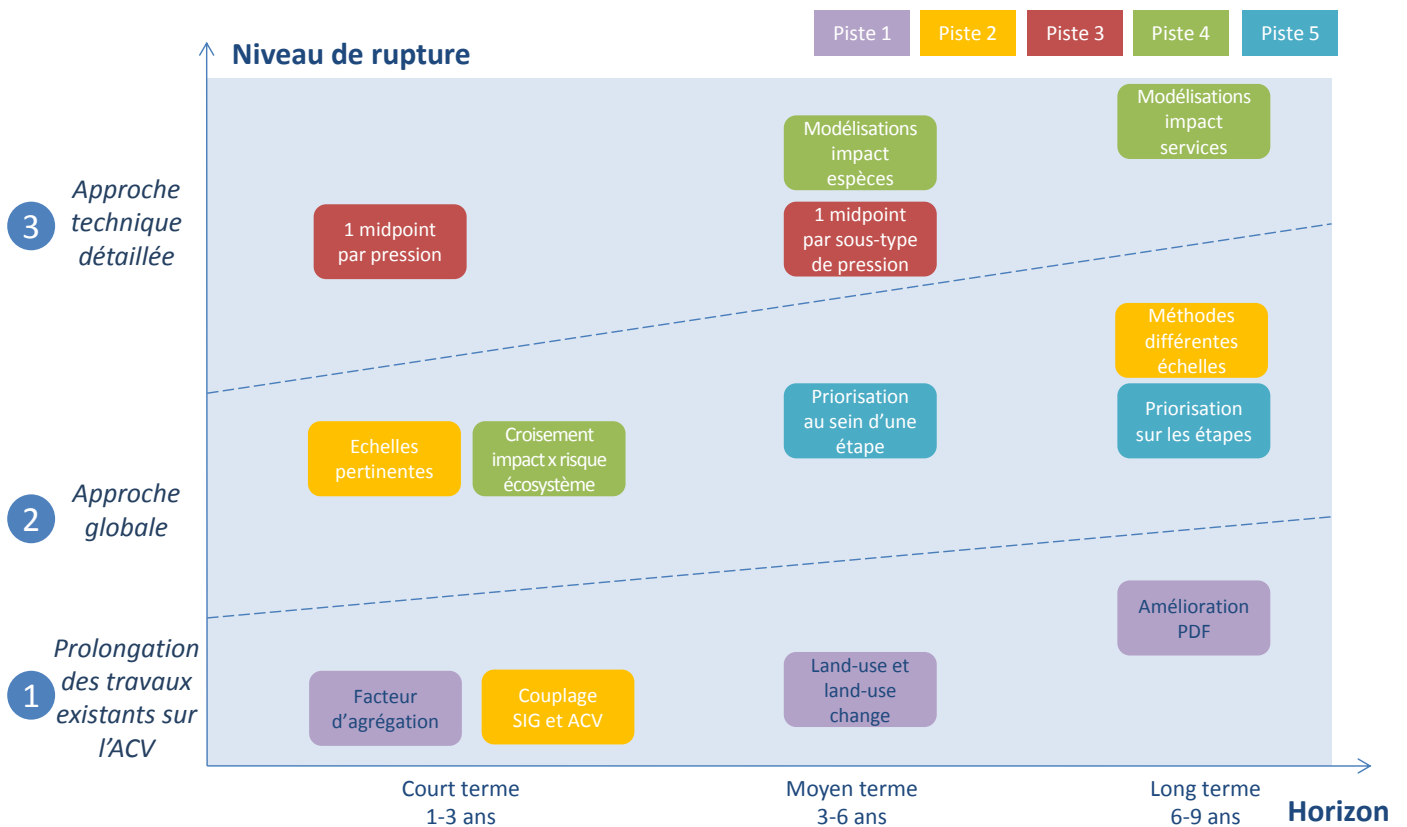 Piste 1
Piste 2
Piste 3
Piste 4
Piste 5
Niveau de rupture
3
Approche
technique
détaillée
1 midpoint
par pression
Modélisations
impact
espèces
1 midpoint
par sous-type
de pression
Modélisations
impact
services
2
Approche
globale
Echelles
pertinentes
Croisement
impact x risque
écosystème
Priorisation
au sein d’une
étape
Méthodes
différentes
échelles
Priorisation
sur les étapes
1
Prolongation
des travaux
existants sur
l’ACV
Facteur
d’agrégation
Couplage
SIG et ACV
Land-use et
land-use
change
Amélioration
PDF
Court terme
1-3 ans
Moyen terme
3-6 ans
Long terme
6-9 ans
Horizon